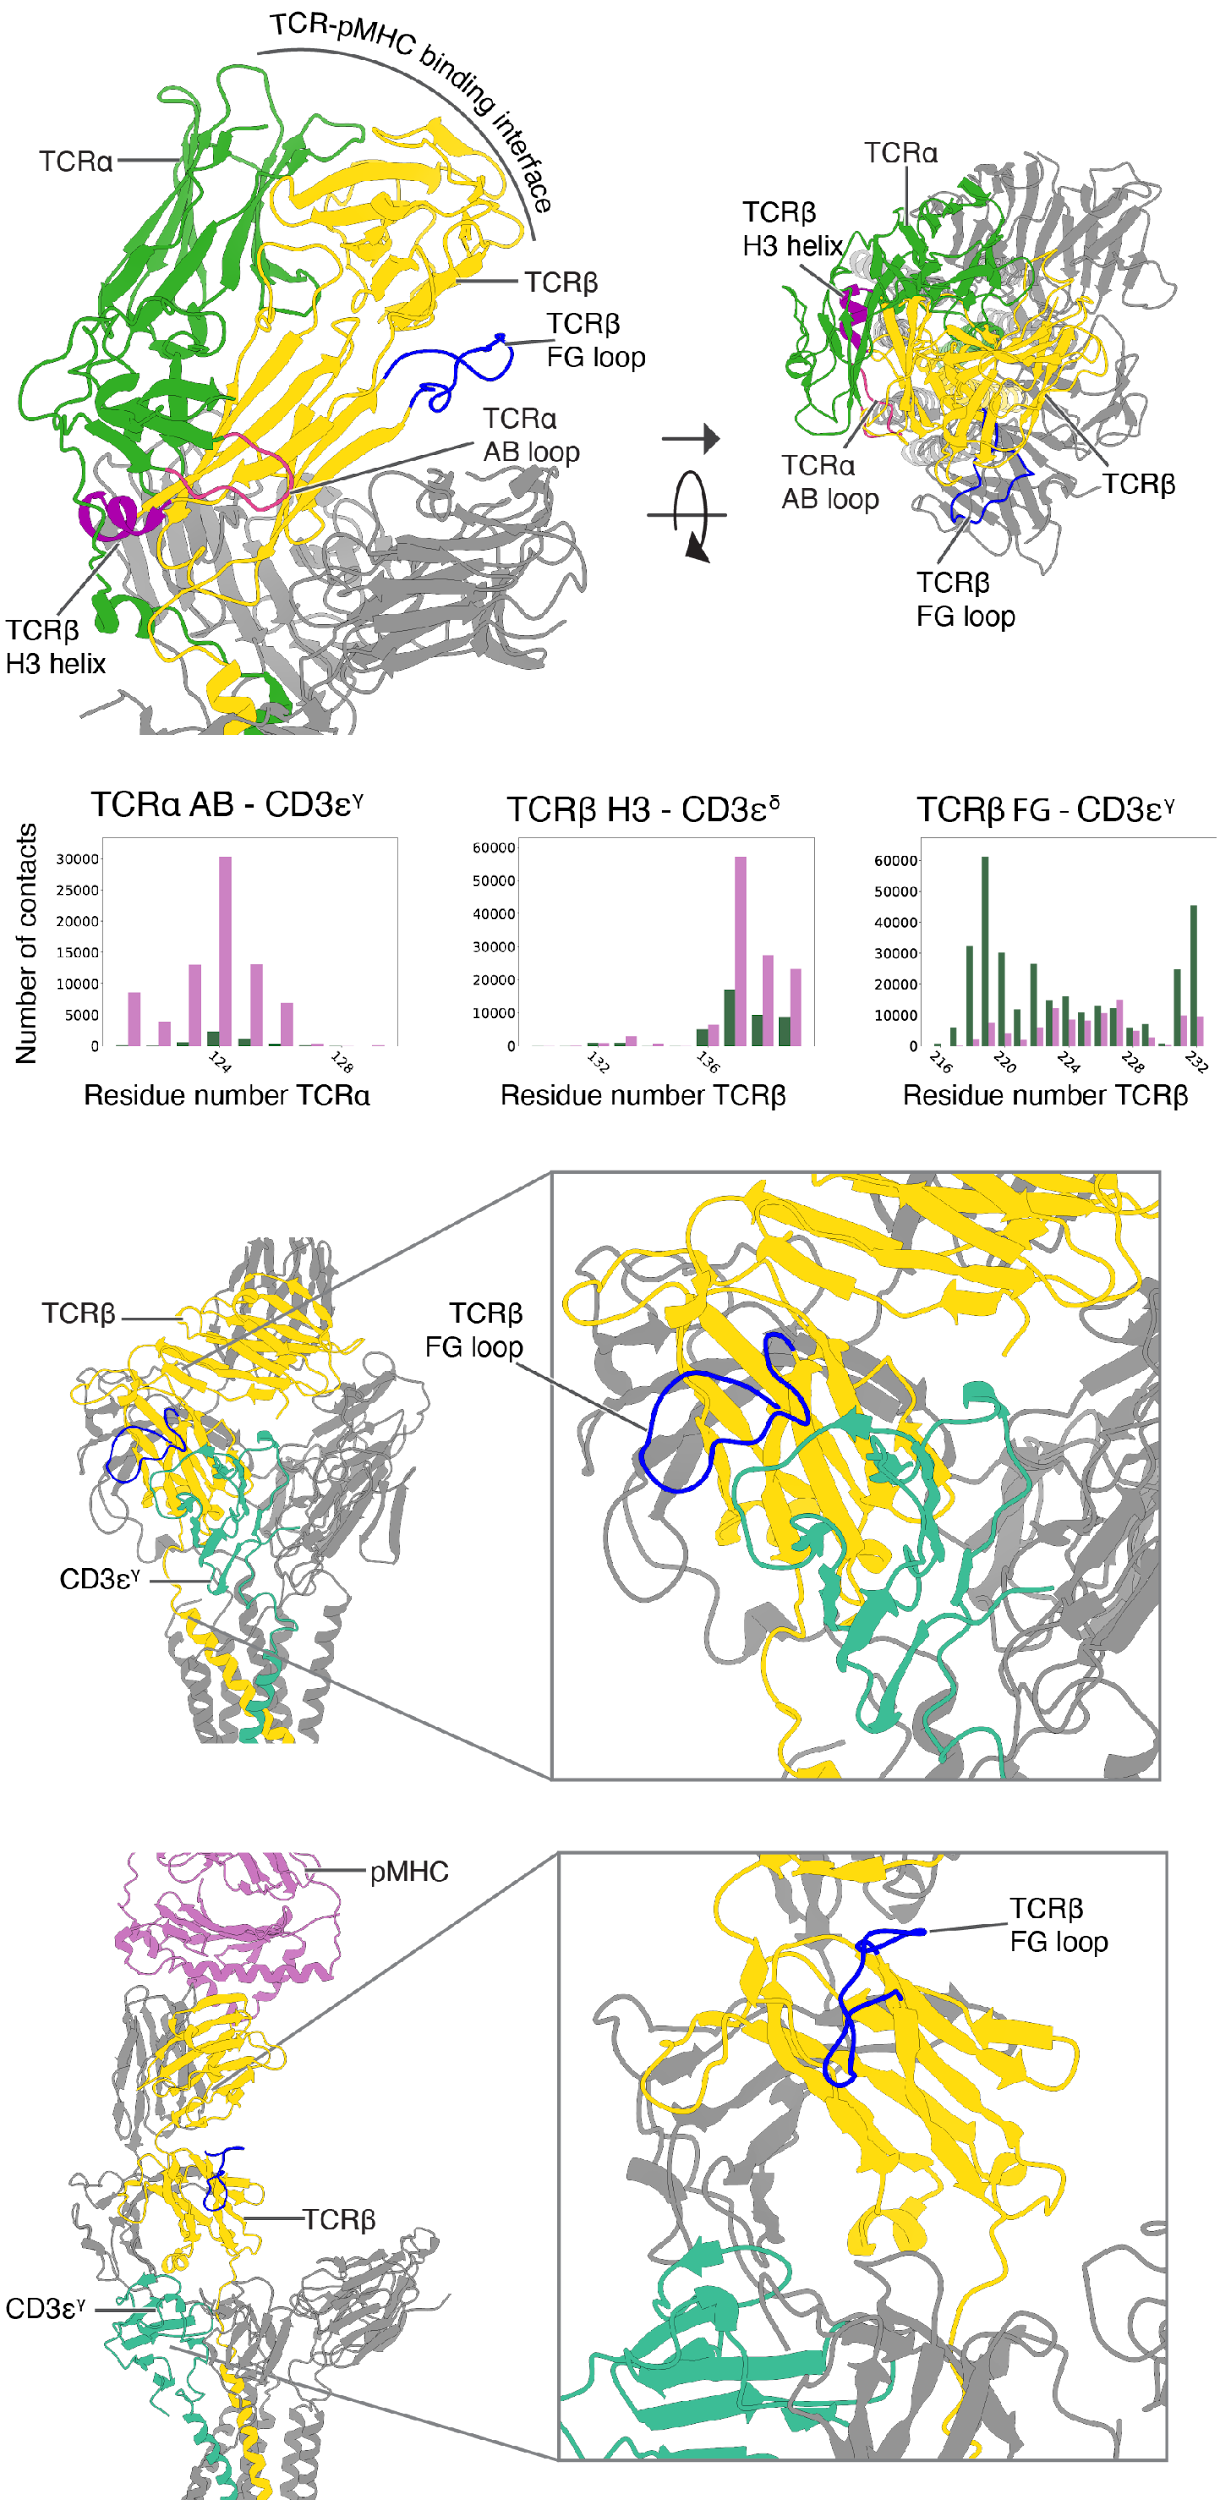 TCR-pMHC binding interface
TCRα
TCRβ
TCRβ
FG loop
TCRα
AB loop
TCRβ
H3 helix
TCRα
TCRβ
H3 helix
TCRα
AB loop
TCRβ
TCRβ
FG loop
TCRα AB - CD3εᵞ
Number of contacts
30000
25000
20000
15000
10000
5000
0
124
128
Residue number TCRα
TCRβ H3 - CD3εᵟ
60000
50000
40000
30000
20000
10000
0
132
136
Residue number TCRβ
TCRβ FG - CD3εᵞ
60000
50000
40000
30000
20000
10000
0
216
220
224
228
232
Residue number TCRβ
TCRβ
CD3εᵞ
TCRβ
FG loop
pMHC
TCRβ
CD3εᵞ
TCRβ
FG loop